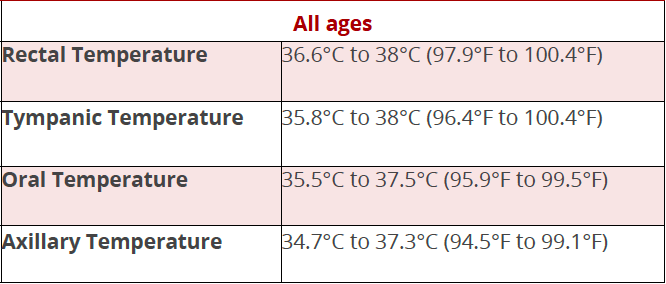 All ages
Rectal Temperature 36.6°C to 38°C (97.9°F to 100.4°F)
Tympanic Temperature 35.8°C to 38°C (96.4°F to 100.4°F)
Oral Temperature 35.5°C to 37.5°C (95.9°F to 99.5°F)
Axillary Temperature 34.7°C to 37.3°C (94.5°F to 99.1°F)